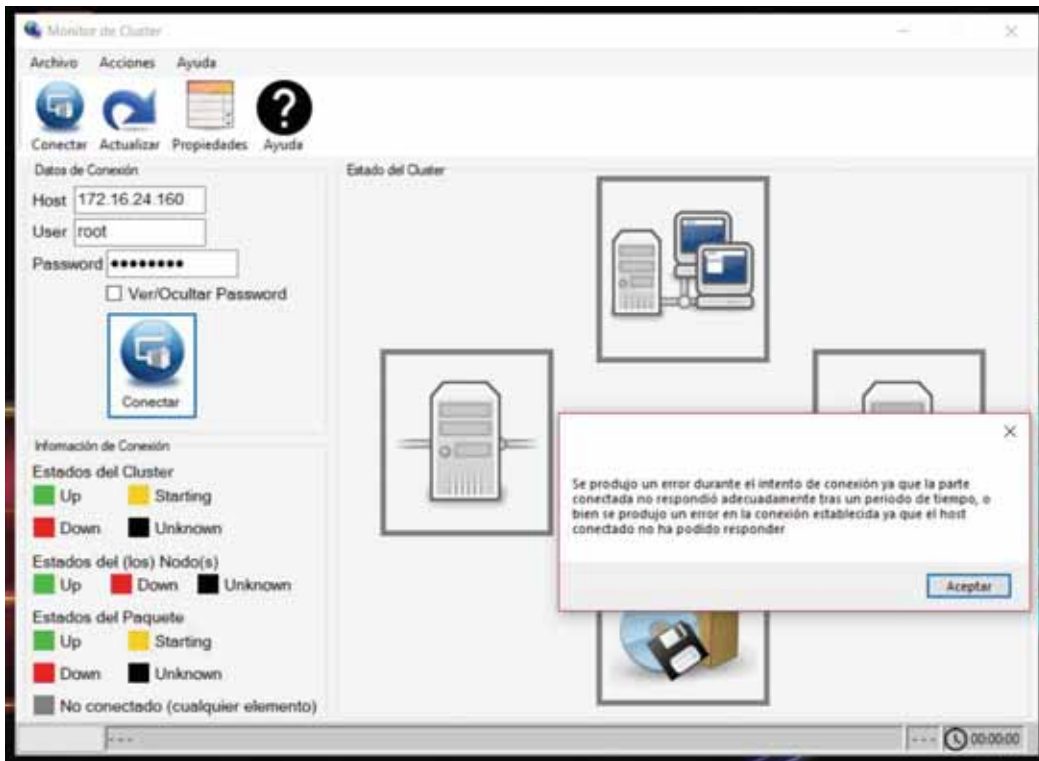 Monitor de Cluster
Archivo Acciones Ayuda
Conectar Actualizar Propiedades Ayuda
Datos de Conexión
Host 172.16.24.160
User root
Password ●●●●●●●●
Ver/Ocultar Password
Conectar
Infomación de Conexión
Estados del Cluster
Up Starting
Down Unknown
Estados del (los) Nodo(s)
Up Down Unknown
Estados del Paquete
Up Starting
Down Unknown
No conectado (cualquier elemento)
Estado del Cluster
Se produjo un error durante el intento de conexión ya que la parte
conectada no respondió adecuadamente tras un periodo de tiempo, o
bien se produjo un error en la conexión establecida ya que el host
conectado no ha podido responder
Aceptar
--- --- 00:00:00